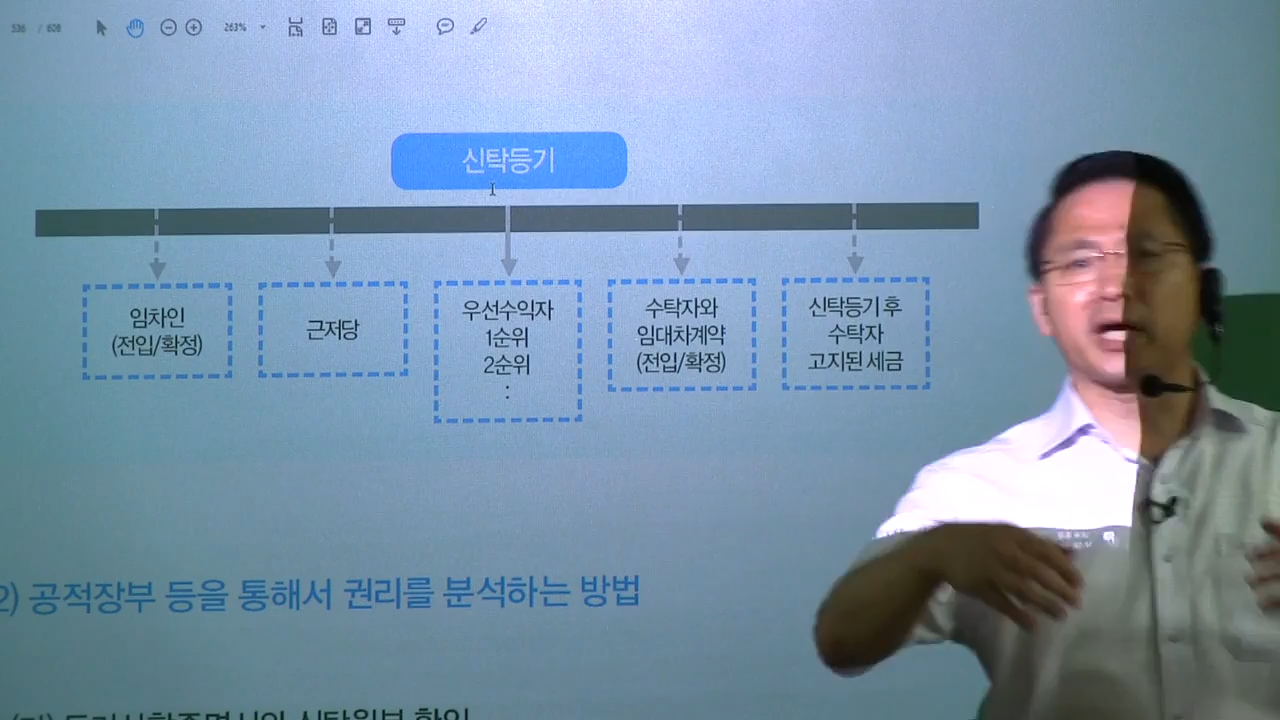 536 / 608
263%
신탁등기
임차인
(전입/확정)
근저당
우선수익자
1순위
2순위
:
수탁자와
임대차계약
(전입/확정)
신탁등기 후
수탁자
고지된 세금
2) 공적장부 등을 통해서 권리를 분석하는 방법